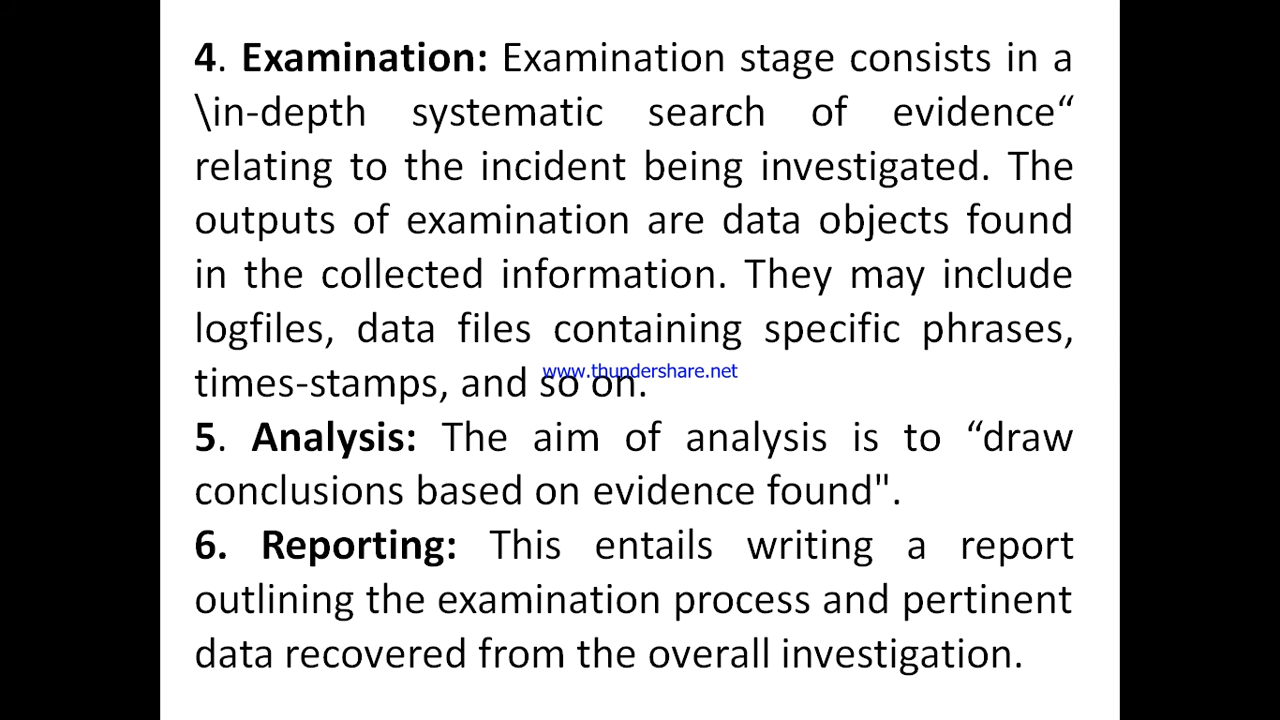 4. Examination: Examination stage consists in a
\in-depth systematic search of evidence“
relating to the incident being investigated. The
outputs of examination are data objects found
in the collected information. They may include
logfiles, data files containing specific phrases,
times-stamps, and so on.
www.thundershare.net
5. Analysis: The aim of analysis is to “draw
conclusions based on evidence found".
6. Reporting: This entails writing a report
outlining the examination process and pertinent
data recovered from the overall investigation.